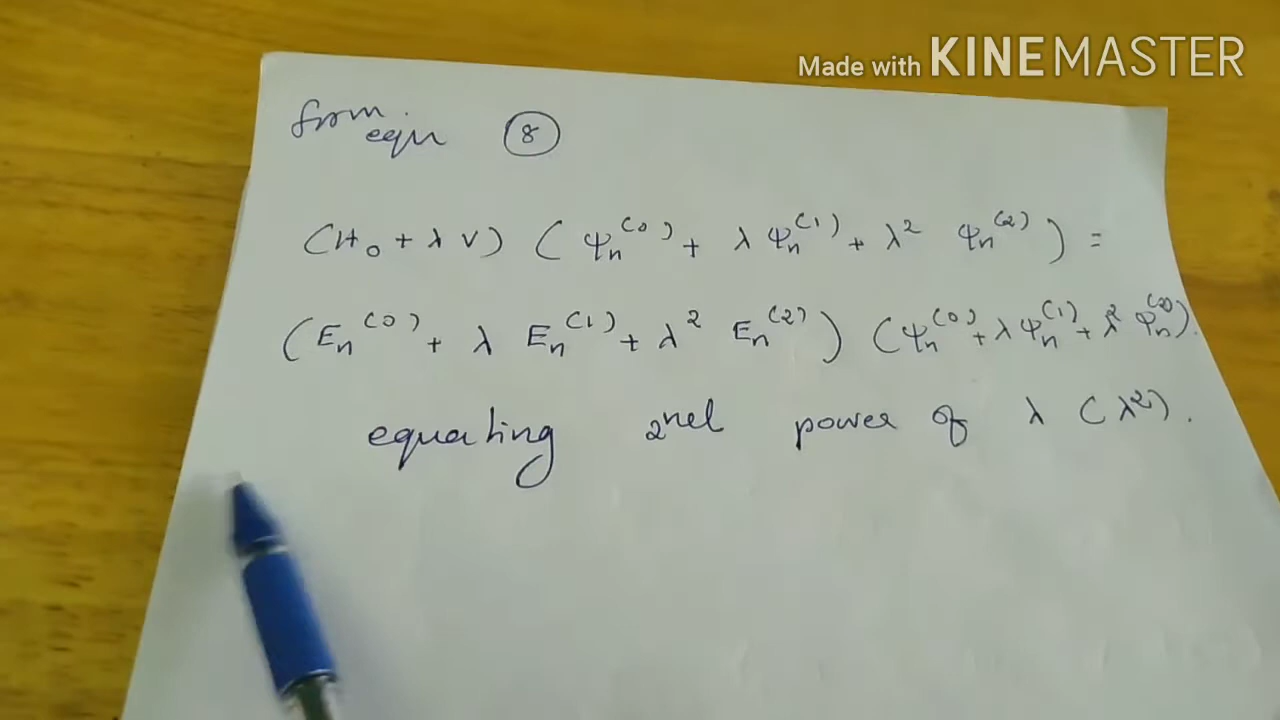 Made with KINEMASTER
from eqn ⑧
(H₀ + λ V) (ψₙ⁽⁰⁾ + λ ψₙ⁽¹⁾ + λ² ψₙ⁽²⁾) =
(Eₙ⁽⁰⁾ + λ Eₙ⁽¹⁾ + λ² Eₙ⁽²⁾) (ψₙ⁽⁰⁾ + λ ψₙ⁽¹⁾ + λ² ψₙ⁽²⁾).
equating 2nd power of λ (λ²).